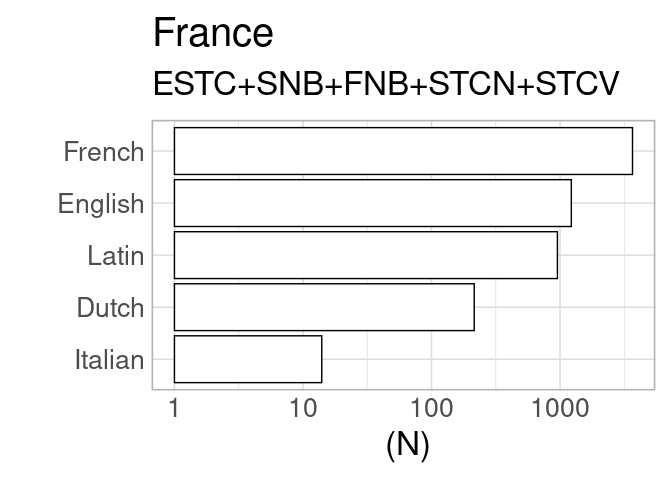 France
ESTC+SNB+FNB+STCN+STCV
French
English
Latin
Dutch
Italian
1 10 100 1000
(N)